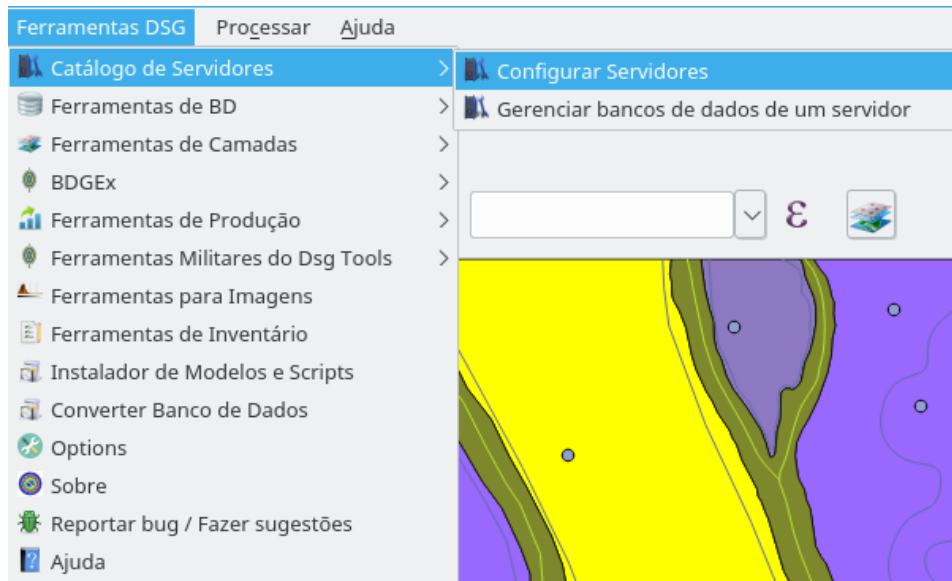 Ferramentas DSG Processar Ajuda
Catálogo de Servidores
Configurar Servidores
Gerenciar bancos de dados de um servidor
Ferramentas de BD
Ferramentas de Camadas
BDGEx
Ferramentas de Produção
Ferramentas Militares do Dsg Tools
Ferramentas para Imagens
Ferramentas de Inventário
Instalador de Modelos e Scripts
Converter Banco de Dados
Options
Sobre
Reportar bug / Fazer sugestões
Ajuda
ε